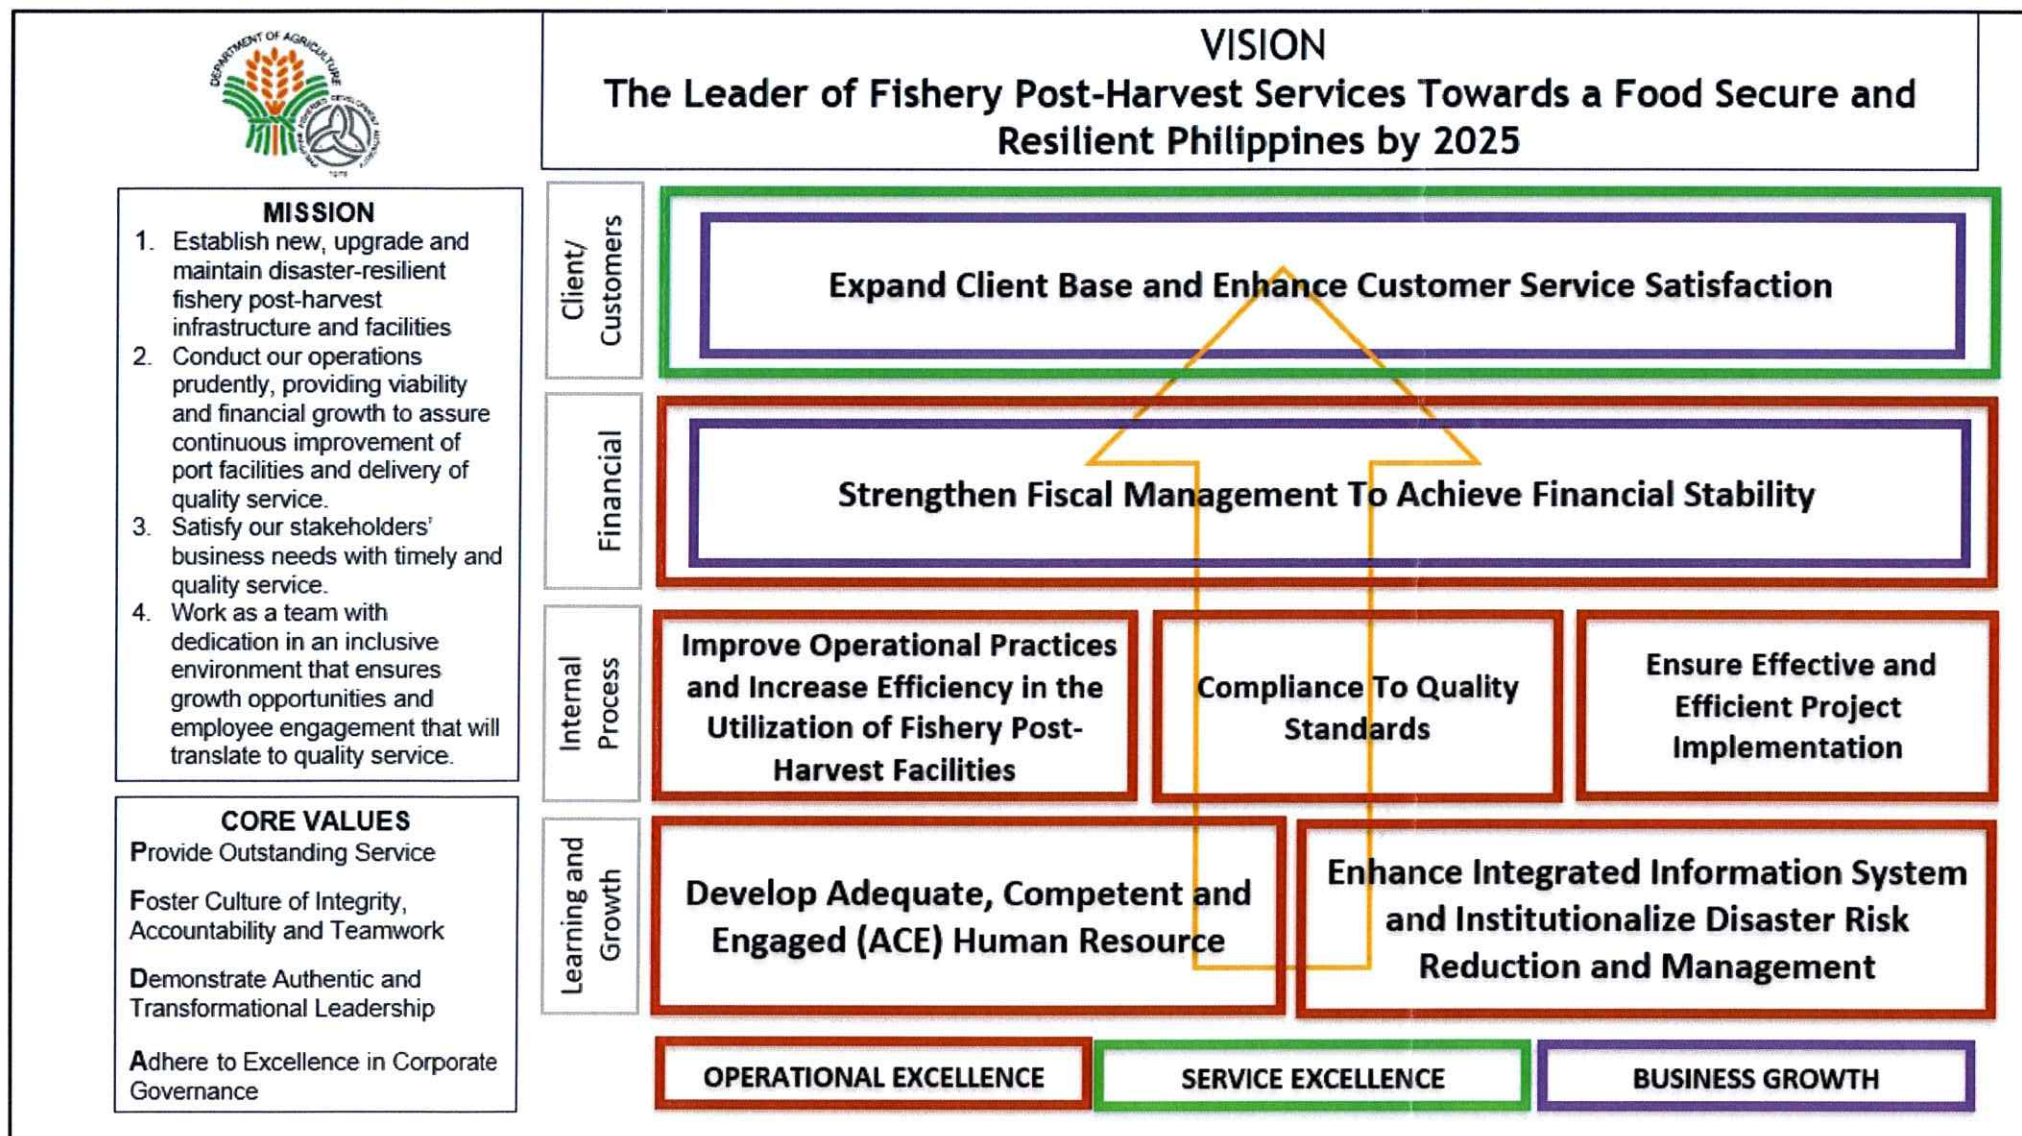 DEPARTMENT OF AGRICULTURE
PHILIPPINE FISHERIES DEVELOPMENT AUTHORITY
1976
VISION
The Leader of Fishery Post-Harvest Services Towards a Food Secure and
Resilient Philippines by 2025
MISSION
1. Establish new, upgrade and
maintain disaster-resilient
fishery post-harvest
infrastructure and facilities
2. Conduct our operations
prudently, providing viability
and financial growth to assure
continuous improvement of
port facilities and delivery of
quality service.
3. Satisfy our stakeholders'
business needs with timely and
quality service.
4. Work as a team with
dedication in an inclusive
environment that ensures
growth opportunities and
employee engagement that will
translate to quality service.
CORE VALUES
Provide Outstanding Service
Foster Culture of Integrity,
Accountability and Teamwork
Demonstrate Authentic and
Transformational Leadership
Adhere to Excellence in Corporate
Governance
Client/
Customers
Expand Client Base and Enhance Customer Service Satisfaction
Financial
Strengthen Fiscal Management To Achieve Financial Stability
Internal
Process
Improve Operational Practices
and Increase Efficiency in the
Utilization of Fishery Post-
Harvest Facilities
Compliance To Quality
Standards
Ensure Effective and
Efficient Project
Implementation
Learning and
Growth
Develop Adequate, Competent and
Engaged (ACE) Human Resource
Enhance Integrated Information System
and Institutionalize Disaster Risk
Reduction and Management
OPERATIONAL EXCELLENCE
SERVICE EXCELLENCE
BUSINESS GROWTH